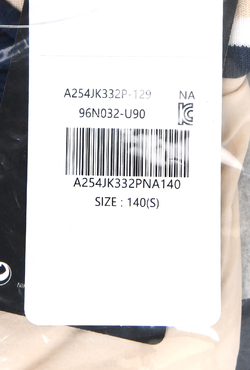 A254JK332P-129 NA
96N032-U90
A254JK332PNA140
SIZE : 140(S)